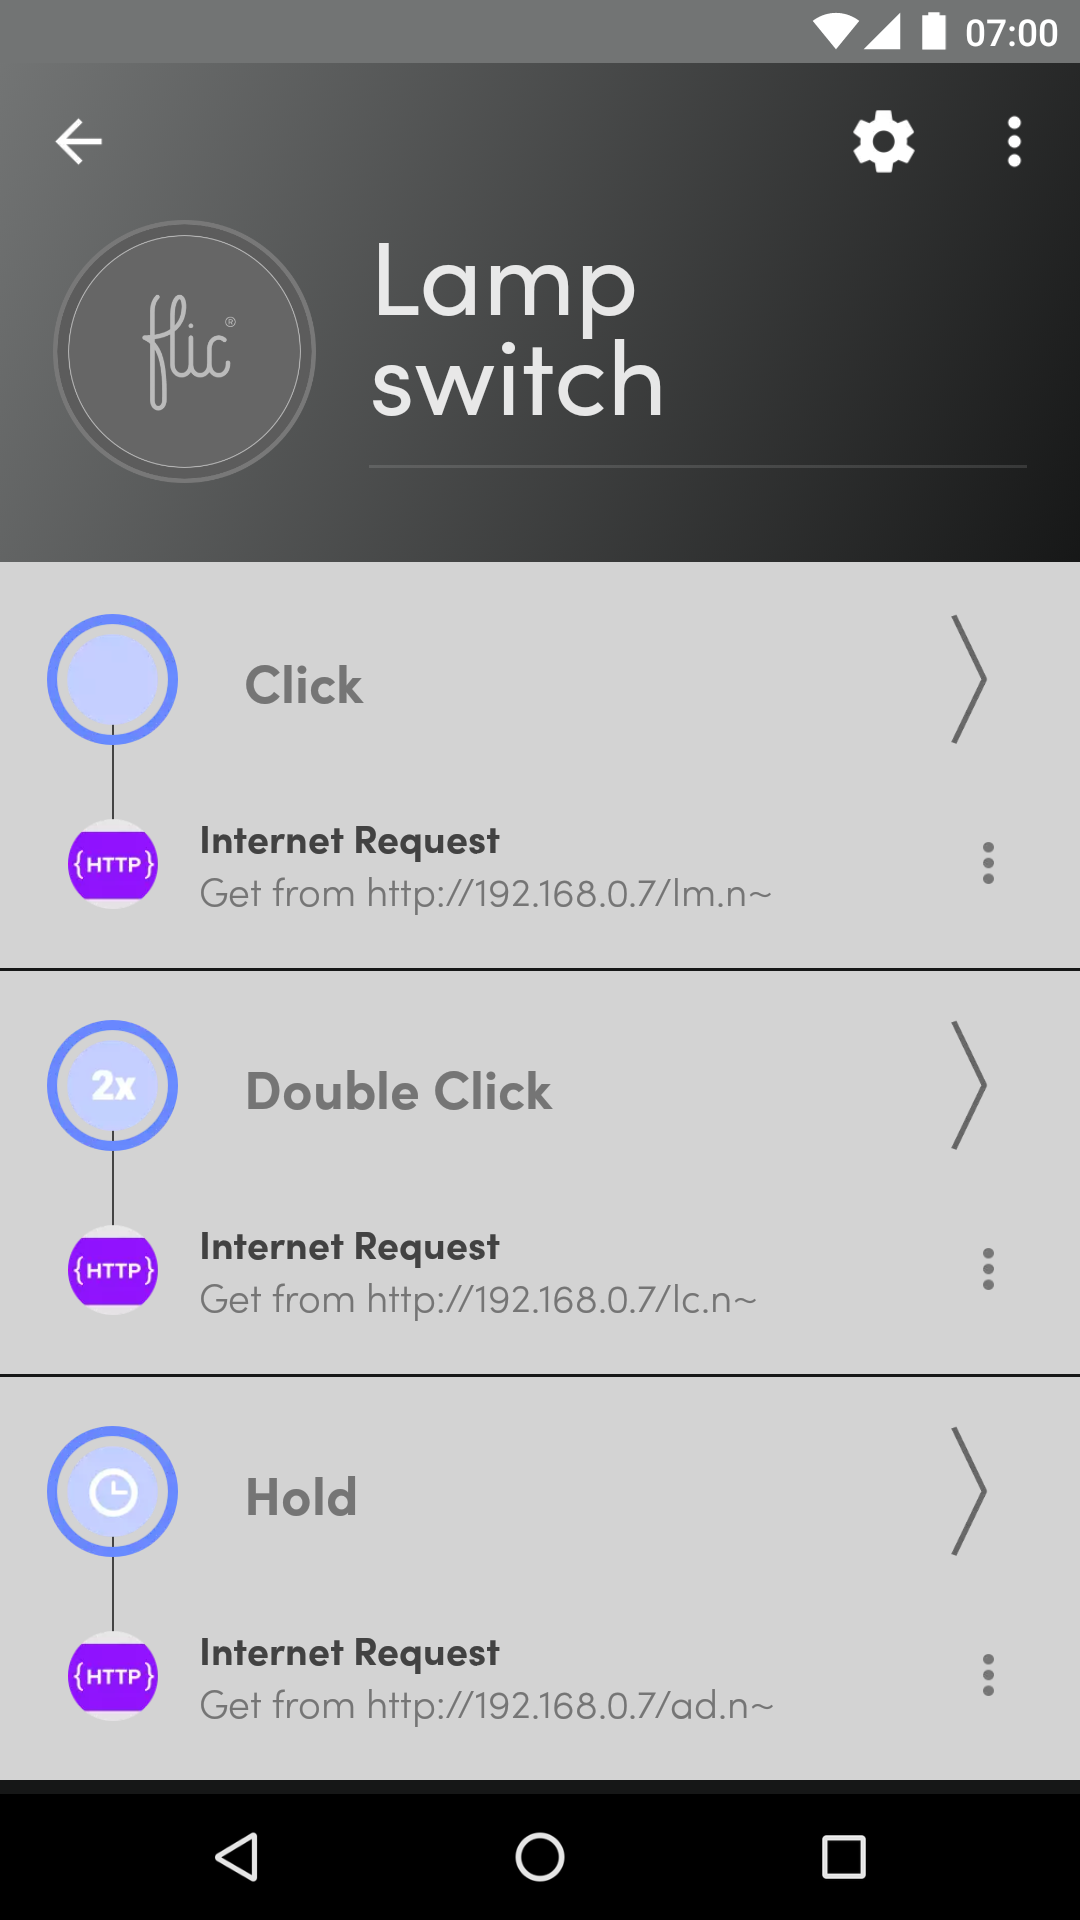 07:00
flic®
Lamp
switch
Click
{HTTP}
Internet Request
Get from http://192.168.0.7/lm.n~
2x
Double Click
{HTTP}
Internet Request
Get from http://192.168.0.7/lc.n~
Hold
{HTTP}
Internet Request
Get from http://192.168.0.7/ad.n~